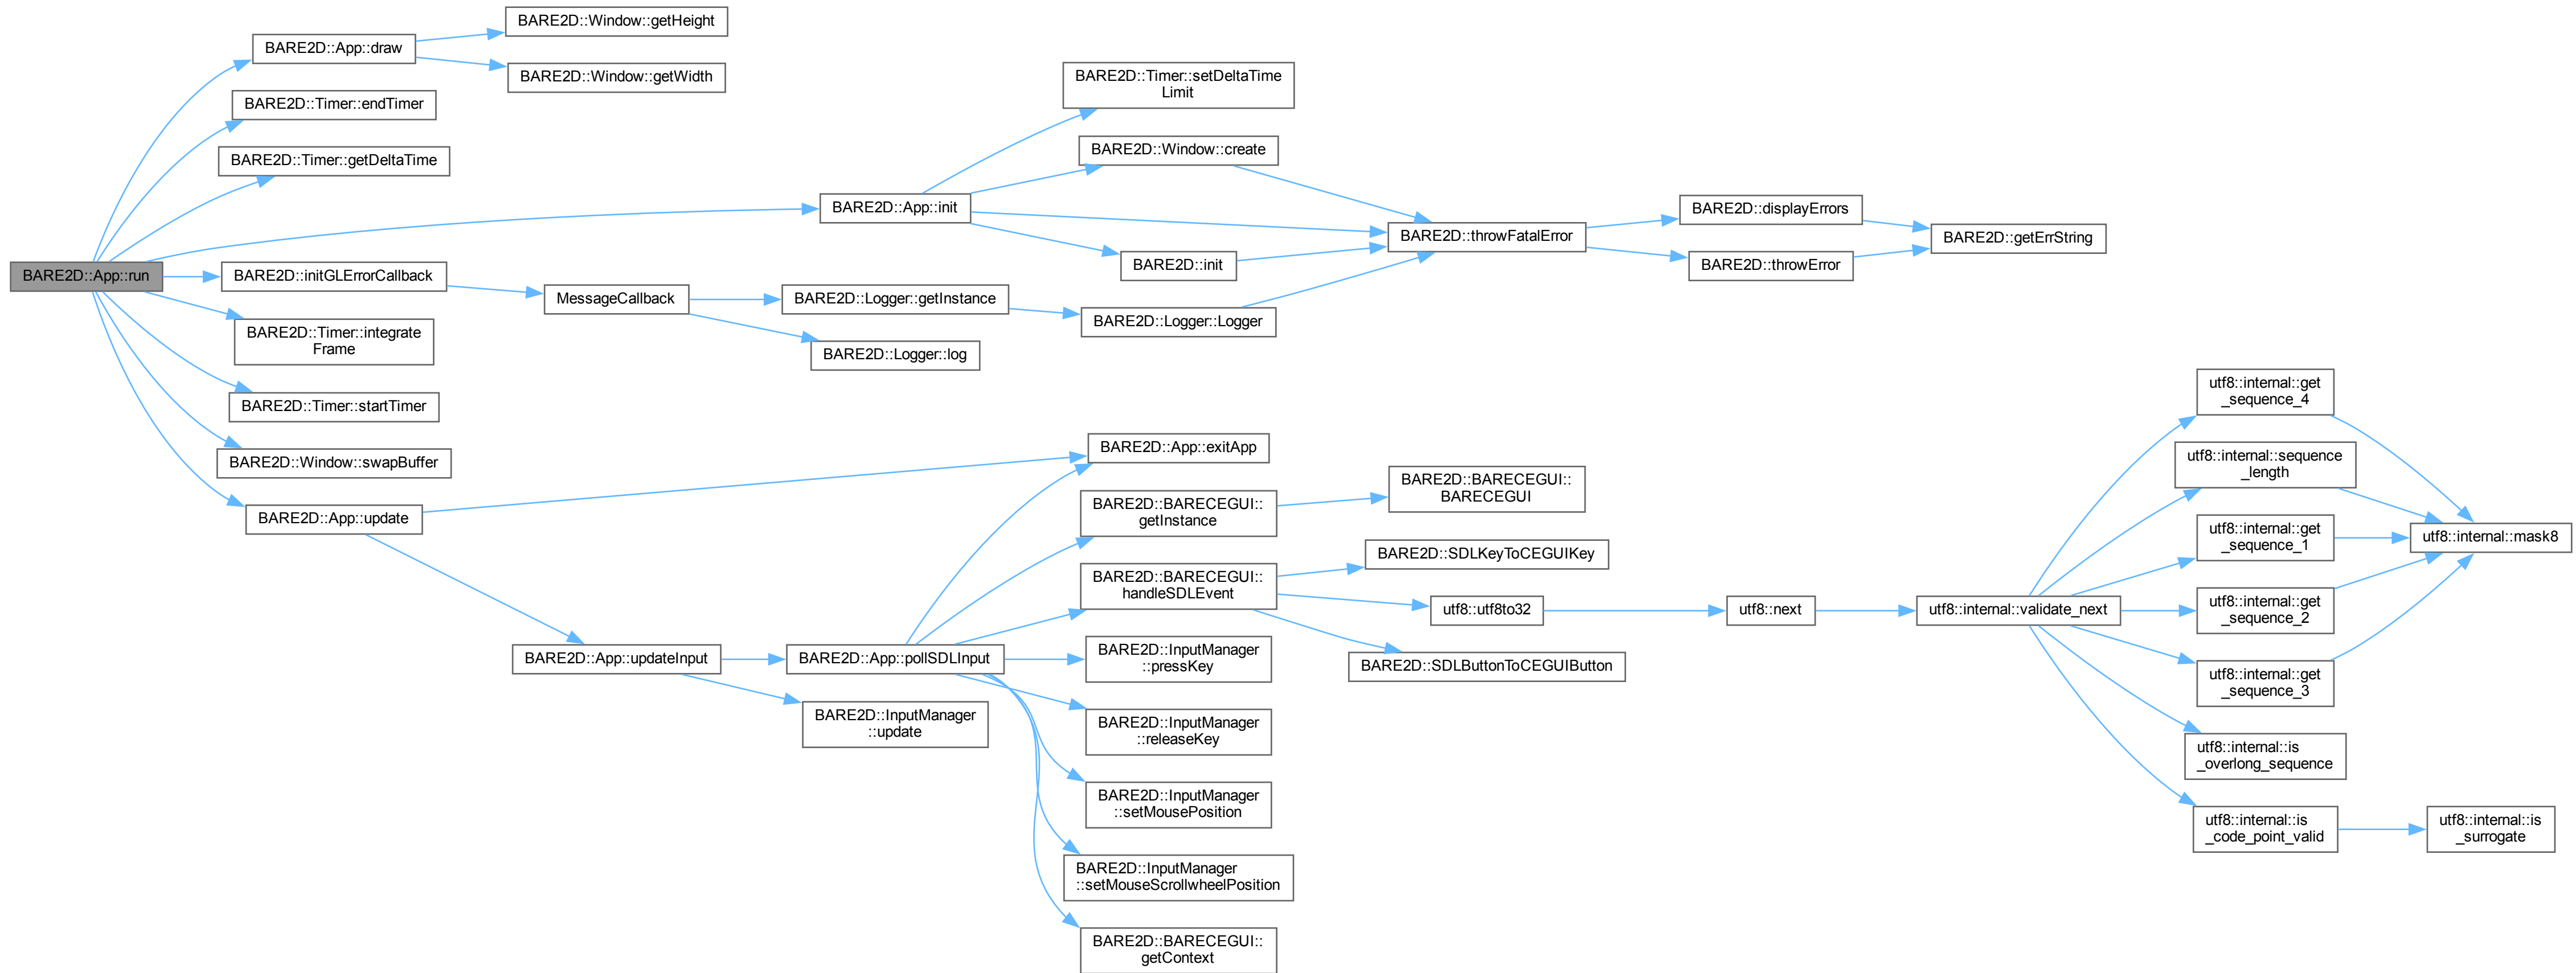 BARE2D::App::run
BARE2D::App::draw
BARE2D::Window::getHeight
BARE2D::Window::getWidth
BARE2D::Timer::endTimer
BARE2D::Timer::getDeltaTime
BARE2D::App::init
BARE2D::Timer::setDeltaTime
Limit
BARE2D::Window::create
BARE2D::throwFatalError
BARE2D::init
BARE2D::displayErrors
BARE2D::throwError
BARE2D::getErrString
BARE2D::initGLErrorCallback
MessageCallback
BARE2D::Logger::getInstance
BARE2D::Logger::Logger
BARE2D::Logger::log
BARE2D::Timer::integrate
Frame
BARE2D::Timer::startTimer
BARE2D::Window::swapBuffer
BARE2D::App::update
BARE2D::App::exitApp
BARE2D::App::updateInput
BARE2D::App::pollSDLInput
BARE2D::InputManager
::update
BARE2D::BARECEGUI::
getInstance
BARE2D::BARECEGUI::
BARECEGUI
BARE2D::BARECEGUI::
handleSDLEvent
BARE2D::SDLKeyToCEGUIKey
utf8::utf8to32
BARE2D::SDLButtonToCEGUIButton
BARE2D::InputManager
::pressKey
BARE2D::InputManager
::releaseKey
BARE2D::InputManager
::setMousePosition
BARE2D::InputManager
::setMouseScrollwheelPosition
BARE2D::BARECEGUI::
getContext
utf8::next
utf8::internal::validate_next
utf8::internal::get
_sequence_4
utf8::internal::sequence
_length
utf8::internal::get
_sequence_1
utf8::internal::get
_sequence_2
utf8::internal::get
_sequence_3
utf8::internal::is
_overlong_sequence
utf8::internal::is
_code_point_valid
utf8::internal::mask8
utf8::internal::is
_surrogate